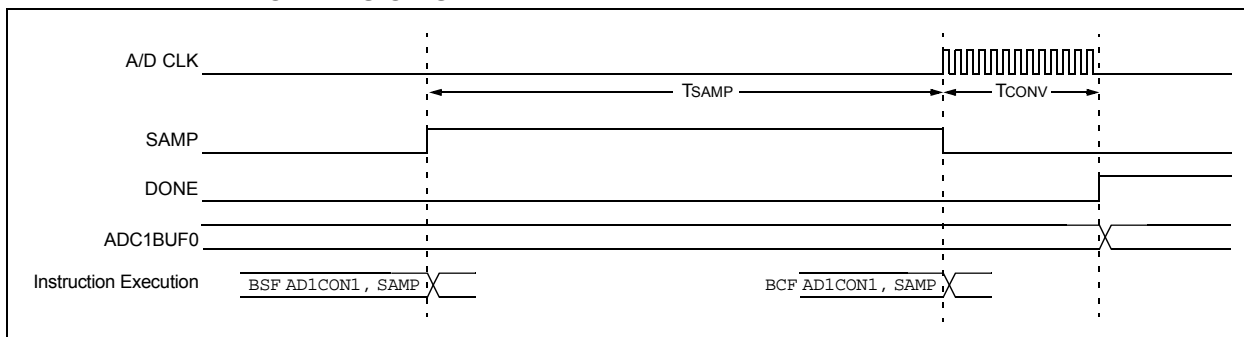 A/D CLK
TSAMP
TCONV
SAMP
DONE
ADC1BUF0
Instruction Execution
BSF AD1CON1, SAMP
BCF AD1CON1, SAMP